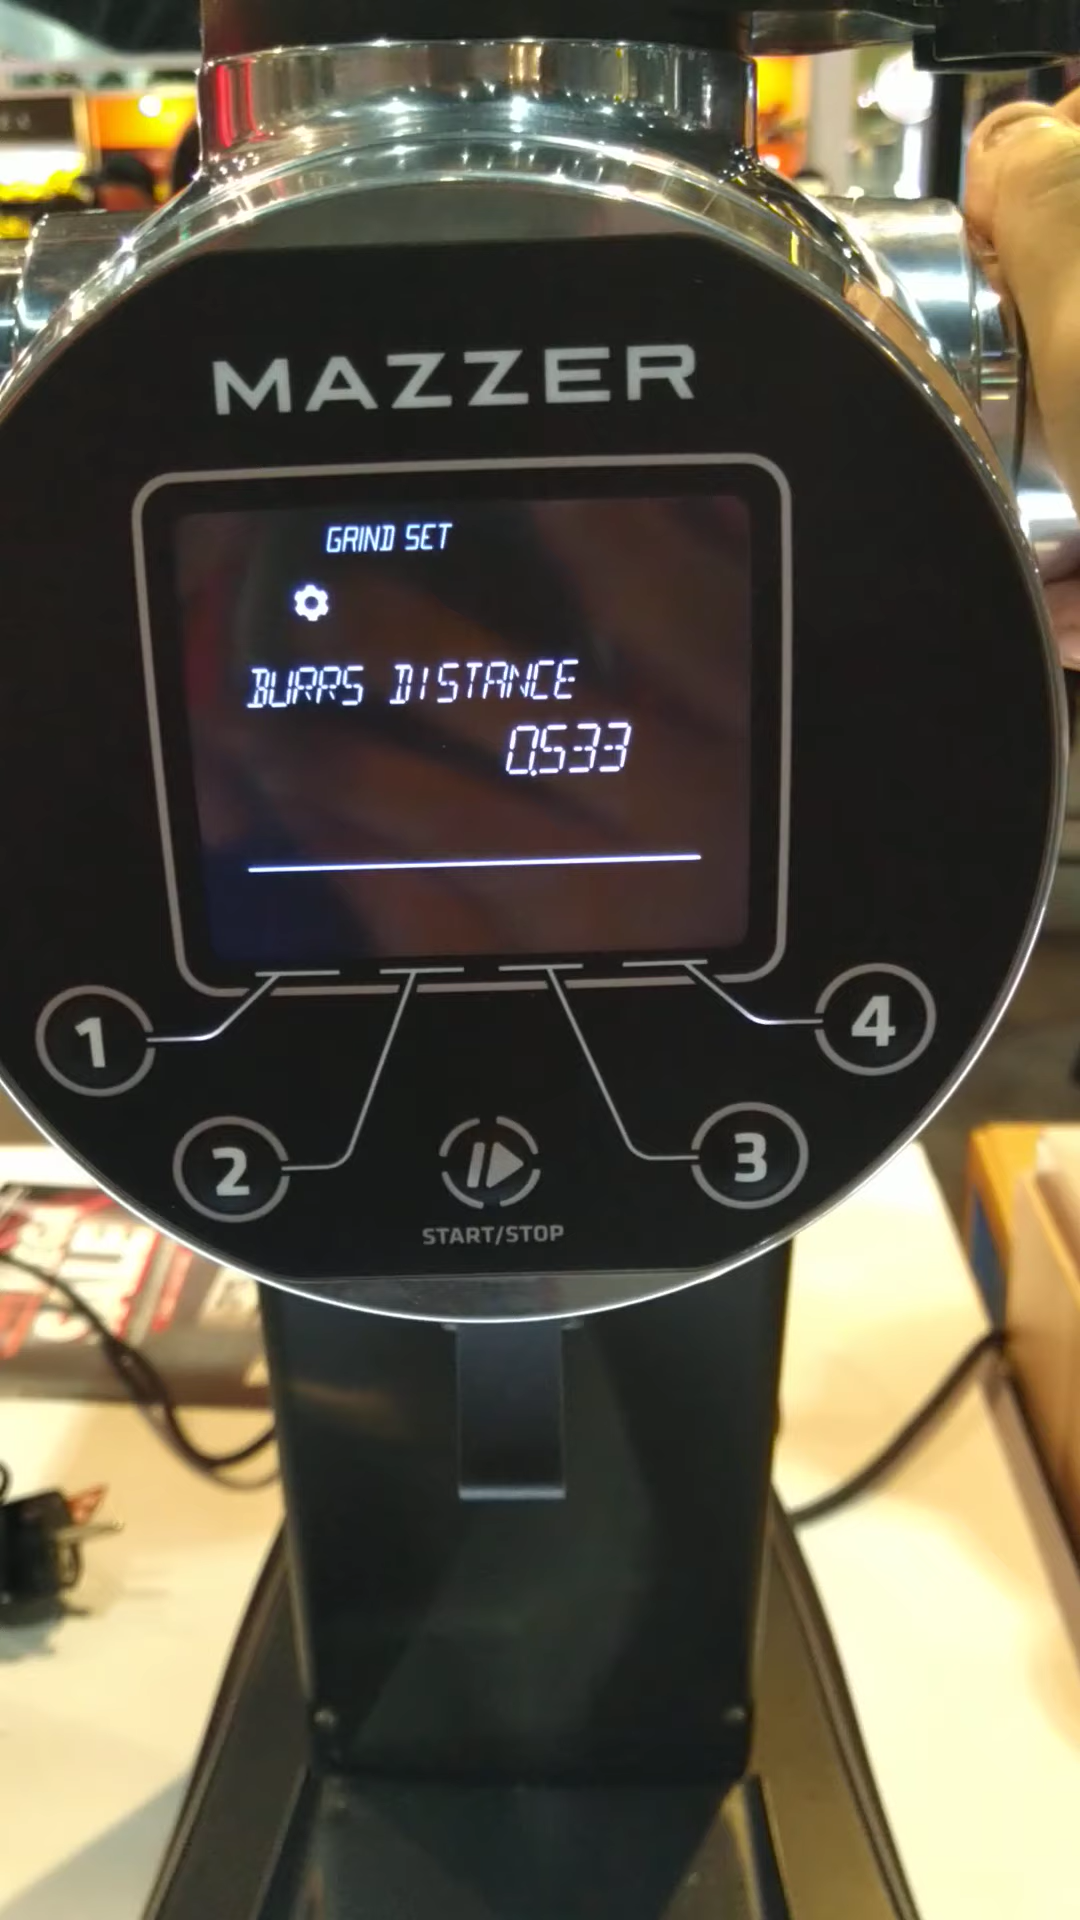 MAZZER
GRIND SET
BURRS DISTANCE
0.533
1
4
2
3
START/STOP